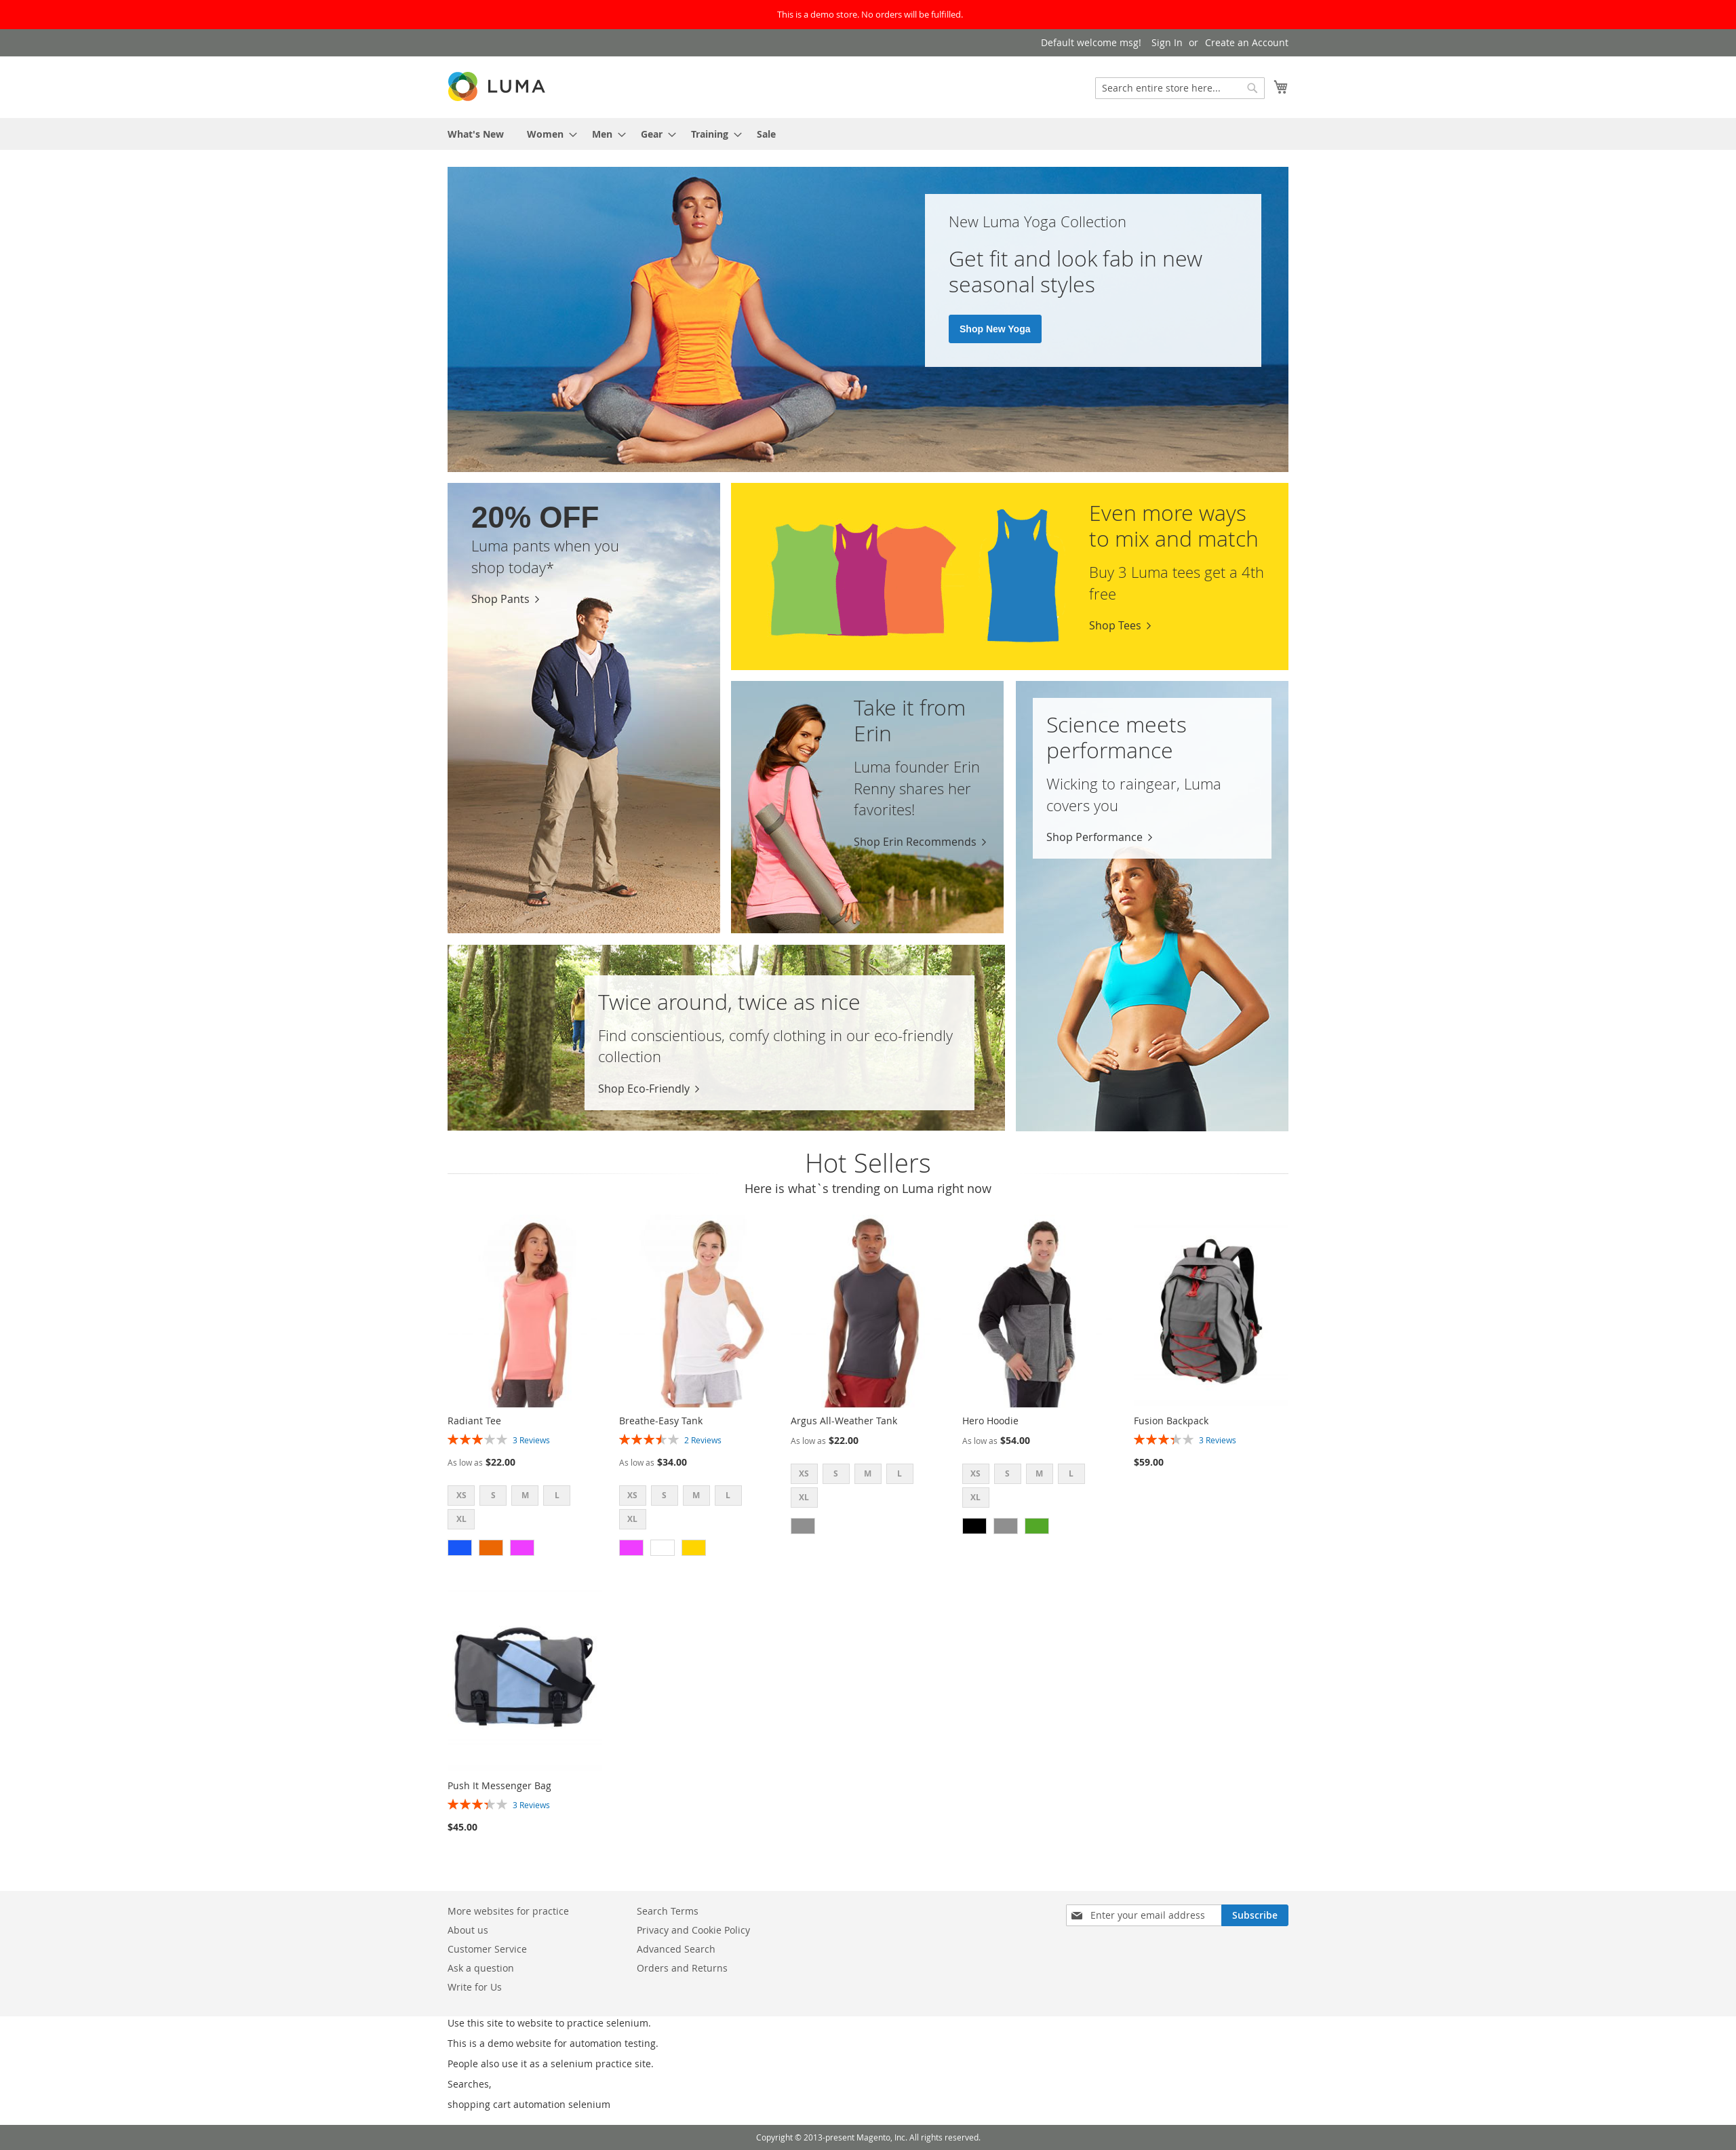 This is a demo store. No orders will be fulfilled.
Default welcome msg! Sign In or Create an Account
LUMA
Search entire store here...
What's New Women Men Gear Training Sale
New Luma Yoga Collection
Get fit and look fab in new
seasonal styles
Shop New Yoga
20% OFF
Luma pants when you
shop today*
Shop Pants
Even more ways
to mix and match
Buy 3 Luma tees get a 4th
free
Shop Tees
Take it from
Erin
Luma founder Erin
Renny shares her
favorites!
Shop Erin Recommends
Science meets
performance
Wicking to raingear, Luma
covers you
Shop Performance
Twice around, twice as nice
Find conscientious, comfy clothing in our eco-friendly
collection
Shop Eco-Friendly
Hot Sellers
Here is what`s trending on Luma right now
Radiant Tee
3 Reviews
As low as $22.00
XS S M L
XL
Breathe-Easy Tank
2 Reviews
As low as $34.00
XS S M L
XL
Argus All-Weather Tank
As low as $22.00
XS S M L
XL
Hero Hoodie
As low as $54.00
XS S M L
XL
Fusion Backpack
3 Reviews
$59.00
Push It Messenger Bag
3 Reviews
$45.00
More websites for practice
About us
Customer Service
Ask a question
Write for Us
Search Terms
Privacy and Cookie Policy
Advanced Search
Orders and Returns
Enter your email address
Subscribe
Use this site to website to practice selenium.
This is a demo website for automation testing.
People also use it as a selenium practice site.
Searches,
shopping cart automation selenium
Copyright © 2013-present Magento, Inc. All rights reserved.